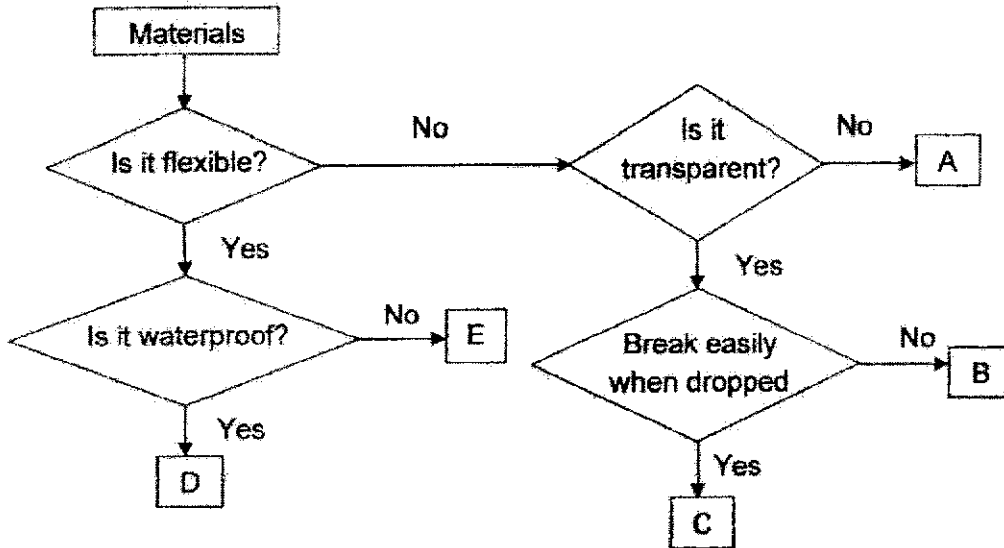 Materials
Is it flexible?
No
Is it
transparent?
No
A
Yes
Yes
Is it waterproof?
No
E
Break easily
when dropped
No
B
Yes
D
Yes
C